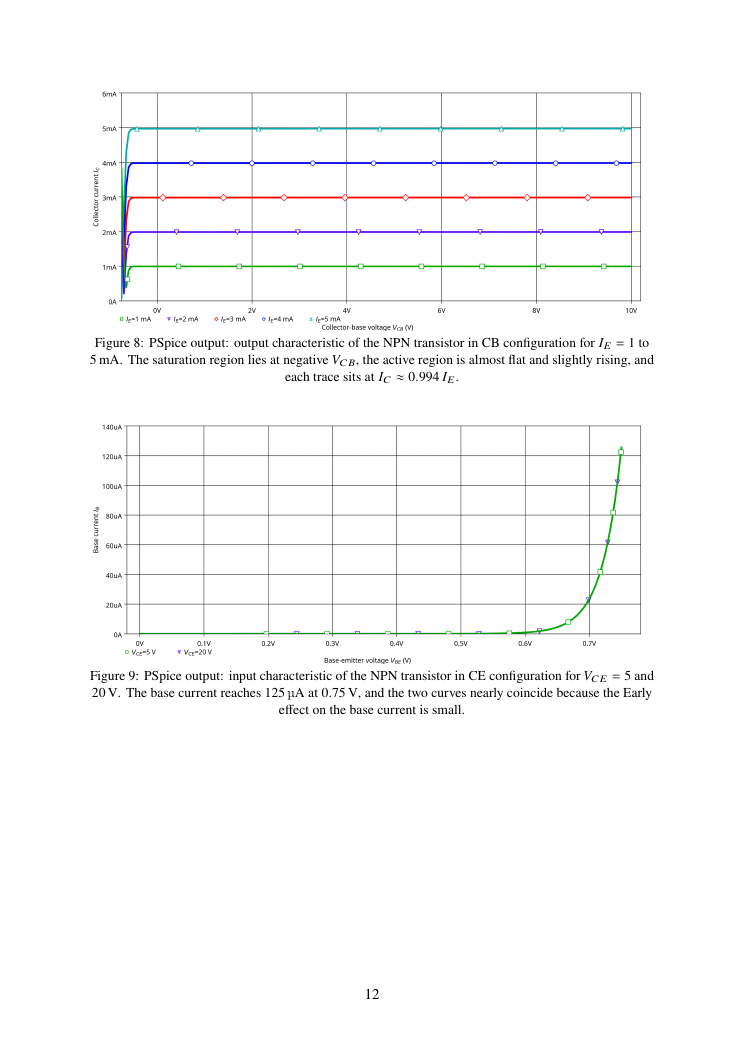 6mA
5mA
4mA
3mA
2mA
1mA
0A
Collector current I_C
0V 2V 4V 6V 8V 10V
I_E=1 mA I_E=2 mA I_E=3 mA I_E=4 mA I_E=5 mA
Collector-base voltage V_CB (V)
Figure 8: PSpice output: output characteristic of the NPN transistor in CB configuration for I_E = 1 to
5 mA. The saturation region lies at negative V_CB, the active region is almost flat and slightly rising, and
each trace sits at I_C ≈ 0.994 I_E.
140uA
120uA
100uA
80uA
60uA
40uA
20uA
0A
Base current I_B
0V 0.1V 0.2V 0.3V 0.4V 0.5V 0.6V 0.7V
V_CE=5 V V_CE=20 V
Base-emitter voltage V_BE (V)
Figure 9: PSpice output: input characteristic of the NPN transistor in CE configuration for V_CE = 5 and
20 V. The base current reaches 125 µA at 0.75 V, and the two curves nearly coincide because the Early
effect on the base current is small.
12